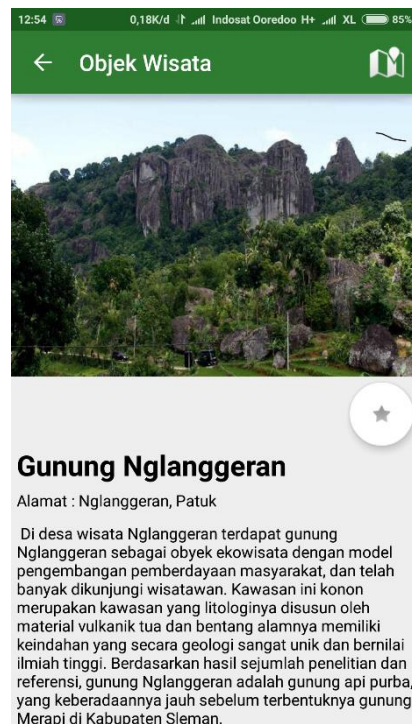 12:54 0,18K/d Indosat Ooredoo H+ XL 85%
Objek Wisata
Gunung Nglanggeran
Alamat : Nglanggeran, Patuk
Di desa wisata Nglanggeran terdapat gunung
Nglanggeran sebagai obyek ekowisata dengan model
pengembangan pemberdayaan masyarakat, dan telah
banyak dikunjungi wisatawan. Kawasan ini konon
merupakan kawasan yang litologinya disusun oleh
material vulkanik tua dan bentang alamnya memiliki
keindahan yang secara geologi sangat unik dan bernilai
ilmiah tinggi. Berdasarkan hasil sejumlah penelitian dan
referensi, gunung Nglanggeran adalah gunung api purba,
yang keberadaannya jauh sebelum terbentuknya gunung
Merapi di Kabupaten Sleman.